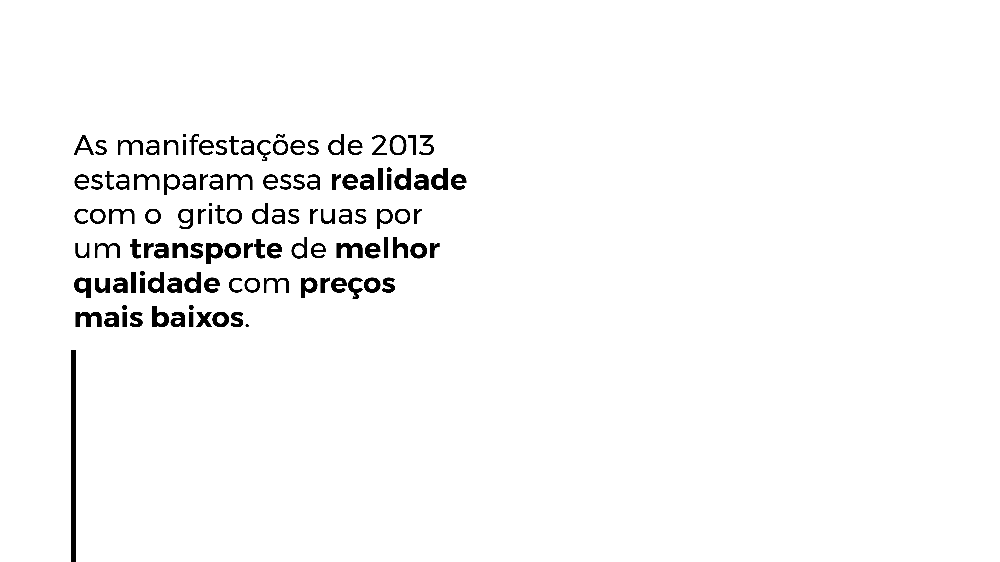 As manifestações de 2013
estamparam essa realidade
com o  grito das ruas por
um transporte de melhor
qualidade com preços
mais baixos.